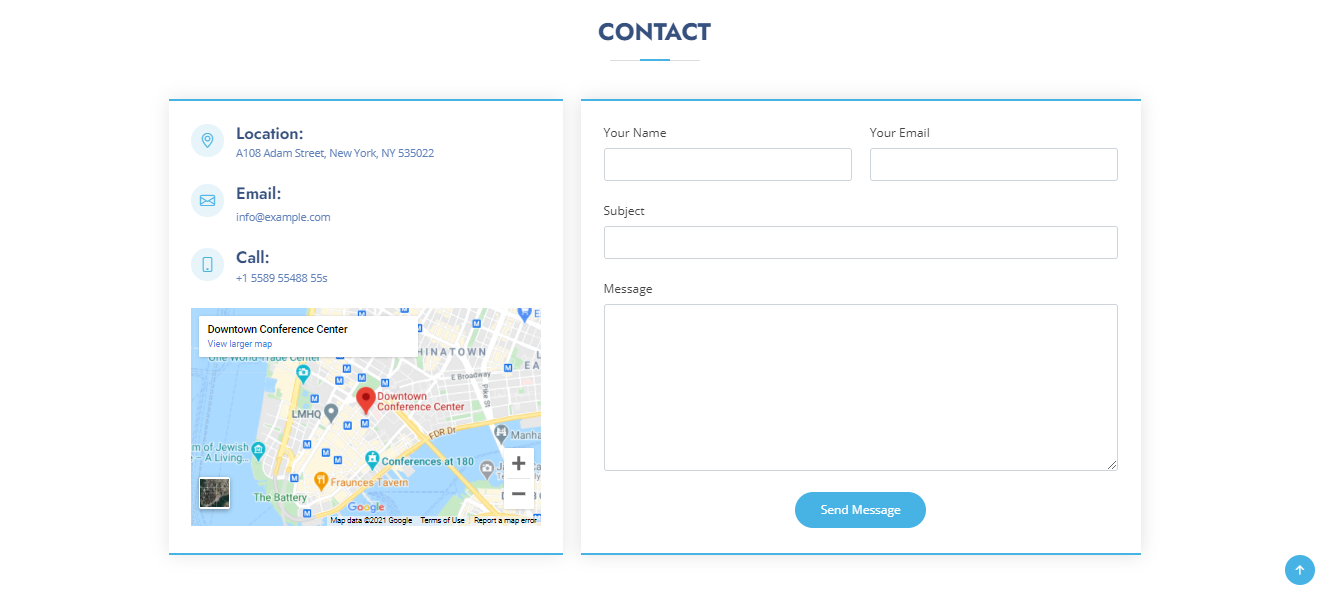 CONTACT
Location:
A108 Adam Street, New York, NY 535022
Email:
info@example.com
Call:
+1 5589 55488 55s
Downtown Conference Center
View larger map
One World Trade Center
CHINATOWN
E Broadway
Pike St
Downtown
Conference Center
LMHQ
FDR Dr
Manha
m of Jewish
e – A Living...
Conferences at 180
Fraunces Tavern
The Battery
Google
Map data ©2021 Google Terms of Use Report a map error
Your Name
Your Email
Subject
Message
Send Message